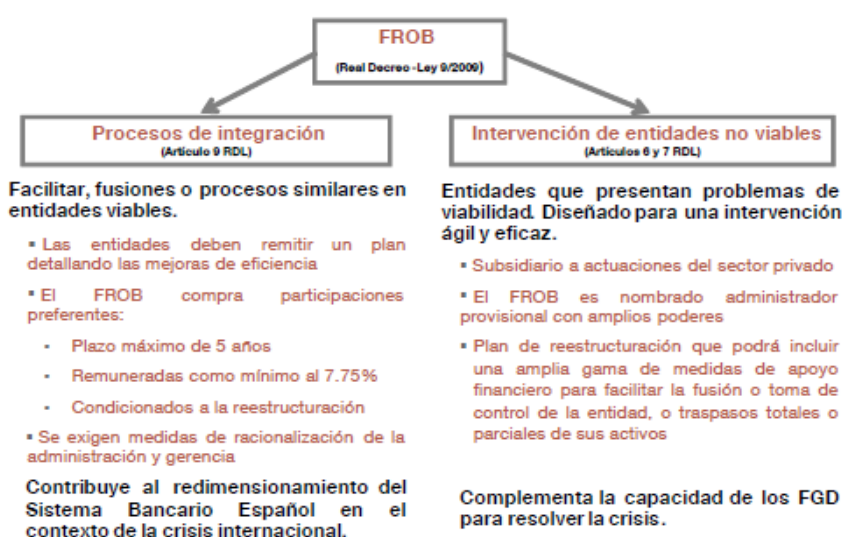 FROB
(Real Decreo-Ley 9/2009)
Procesos de integración
(Artículo 9 RDL)
Facilitar, fusiones o procesos similares en
entidades viables.
▪ Las entidades deben remitir un plan
detallando las mejoras de eficiencia
▪ El FROB compra participaciones
preferentes:
- Plazo máximo de 5 años
- Remuneradas como mínimo al 7.75%
- Condicionados a la reestructuración
▪ Se exigen medidas de racionalización de la
administración y gerencia
Contribuye al redimensionamiento del
Sistema Bancario Español en el
contexto de la crisis internacional.
Intervención de entidades no viables
(Artículos 6 y 7 RDL)
Entidades que presentan problemas de
viabilidad. Diseñado para una intervención
ágil y eficaz.
▪ Subsidiario a actuaciones del sector privado
▪ El FROB es nombrado administrador
provisional con amplios poderes
▪ Plan de reestructuración que podrá incluir
una amplia gama de medidas de apoyo
financiero para facilitar la fusión o toma de
control de la entidad, o traspasos totales o
parciales de sus activos
Complementa la capacidad de los FGD
para resolver la crisis.